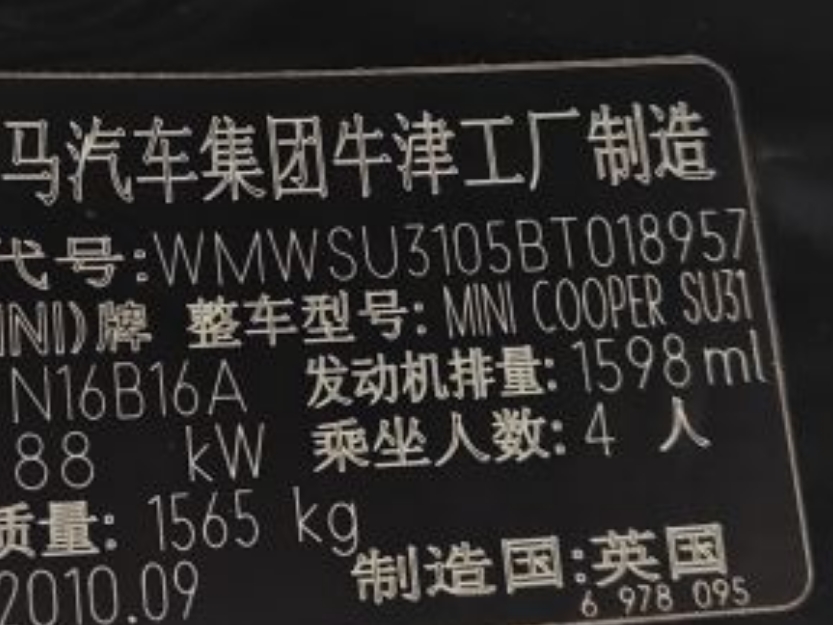 马汽车集团牛津工厂制造
代号:WMWSU3105BT018957
INI)牌 整车型号: MINI COOPER SU31
N16B16A 发动机排量: 1598 ml
88 kW 乘坐人数: 4 人
质量: 1565 kg
2010.09 制造国:英国
6 978 095